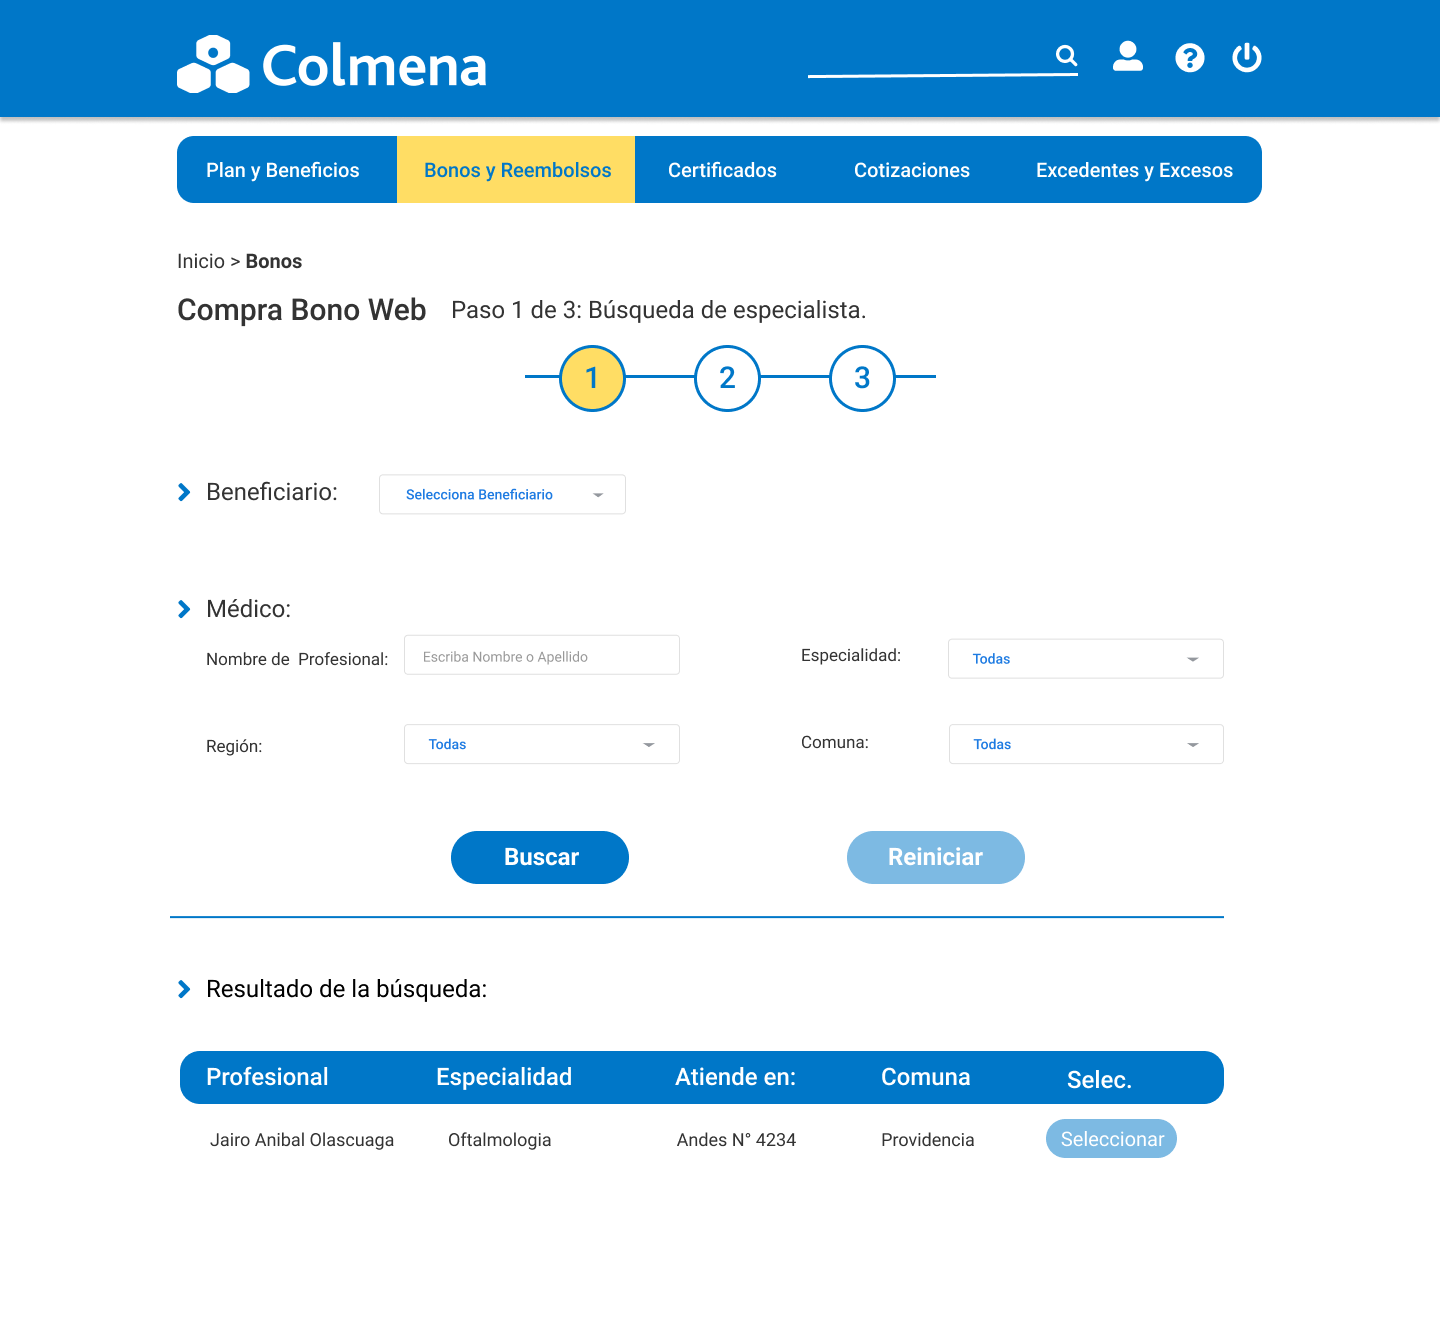 Colmena
Plan y Beneficios Bonos y Reembolsos Certificados Cotizaciones Excedentes y Excesos
Inicio > Bonos
Compra Bono Web Paso 1 de 3: Búsqueda de especialista.
1 2 3
Beneficiario: Selecciona Beneficiario
Médico:
Nombre de Profesional: Escriba Nombre o Apellido Especialidad: Todas
Región: Todas Comuna: Todas
Buscar Reiniciar
Resultado de la búsqueda:
Profesional Especialidad Atiende en: Comuna Selec.
Jairo Anibal Olascuaga Oftalmologia Andes N° 4234 Providencia Seleccionar